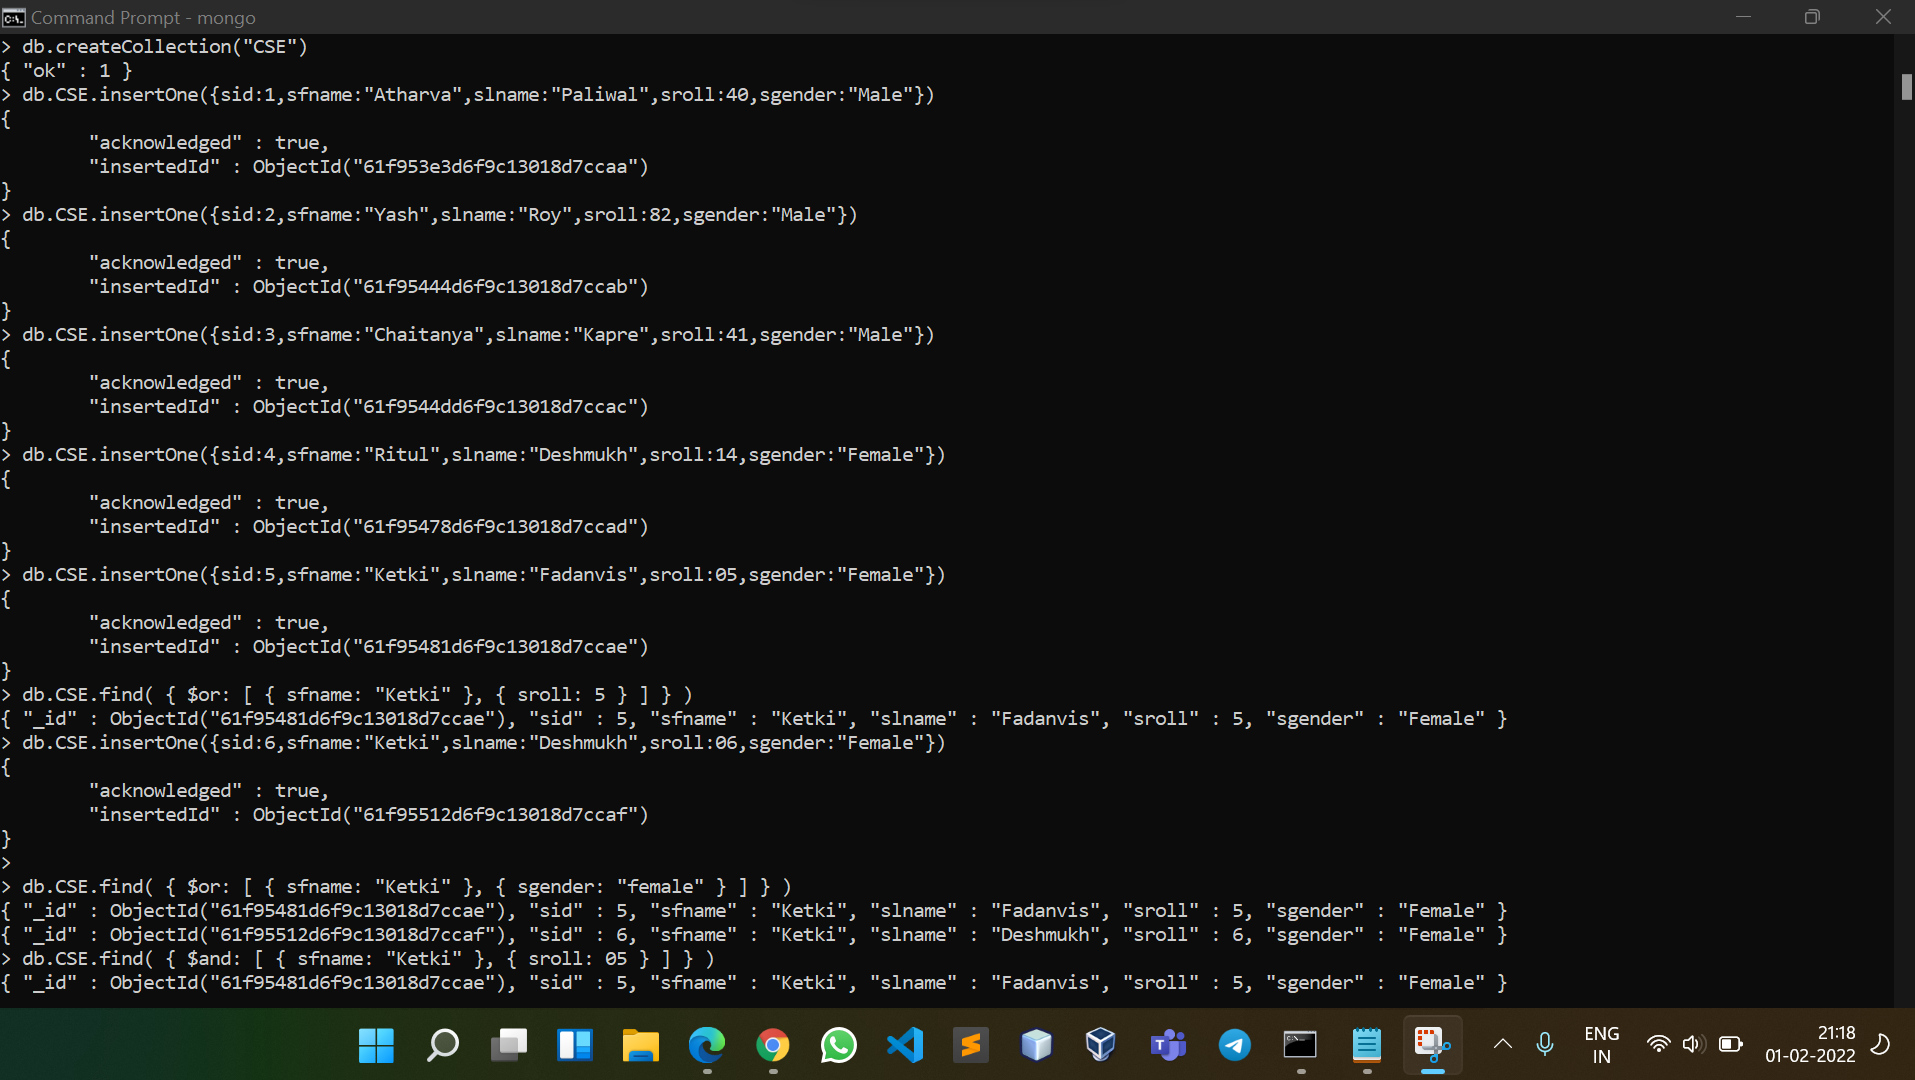 Command Prompt - mongo
> db.createCollection("CSE")
{ "ok" : 1 }
> db.CSE.insertOne({sid:1,sfname:"Atharva",slname:"Paliwal",sroll:40,sgender:"Male"})
{
        "acknowledged" : true,
        "insertedId" : ObjectId("61f953e3d6f9c13018d7ccaa")
}
> db.CSE.insertOne({sid:2,sfname:"Yash",slname:"Roy",sroll:82,sgender:"Male"})
{
        "acknowledged" : true,
        "insertedId" : ObjectId("61f95444d6f9c13018d7ccab")
}
> db.CSE.insertOne({sid:3,sfname:"Chaitanya",slname:"Kapre",sroll:41,sgender:"Male"})
{
        "acknowledged" : true,
        "insertedId" : ObjectId("61f9544dd6f9c13018d7ccac")
}
> db.CSE.insertOne({sid:4,sfname:"Ritul",slname:"Deshmukh",sroll:14,sgender:"Female"})
{
        "acknowledged" : true,
        "insertedId" : ObjectId("61f95478d6f9c13018d7ccad")
}
> db.CSE.insertOne({sid:5,sfname:"Ketki",slname:"Fadanvis",sroll:05,sgender:"Female"})
{
        "acknowledged" : true,
        "insertedId" : ObjectId("61f95481d6f9c13018d7ccae")
}
> db.CSE.find( { $or: [ { sfname: "Ketki" }, { sroll: 5 } ] } )
{ "_id" : ObjectId("61f95481d6f9c13018d7ccae"), "sid" : 5, "sfname" : "Ketki", "slname" : "Fadanvis", "sroll" : 5, "sgender" : "Female" }
> db.CSE.insertOne({sid:6,sfname:"Ketki",slname:"Deshmukh",sroll:06,sgender:"Female"})
{
        "acknowledged" : true,
        "insertedId" : ObjectId("61f95512d6f9c13018d7ccaf")
}
>
> db.CSE.find( { $or: [ { sfname: "Ketki" }, { sgender: "female" } ] } )
{ "_id" : ObjectId("61f95481d6f9c13018d7ccae"), "sid" : 5, "sfname" : "Ketki", "slname" : "Fadanvis", "sroll" : 5, "sgender" : "Female" }
{ "_id" : ObjectId("61f95512d6f9c13018d7ccaf"), "sid" : 6, "sfname" : "Ketki", "slname" : "Deshmukh", "sroll" : 6, "sgender" : "Female" }
> db.CSE.find( { $and: [ { sfname: "Ketki" }, { sroll: 05 } ] } )
{ "_id" : ObjectId("61f95481d6f9c13018d7ccae"), "sid" : 5, "sfname" : "Ketki", "slname" : "Fadanvis", "sroll" : 5, "sgender" : "Female" }
ENG
IN
21:18
01-02-2022